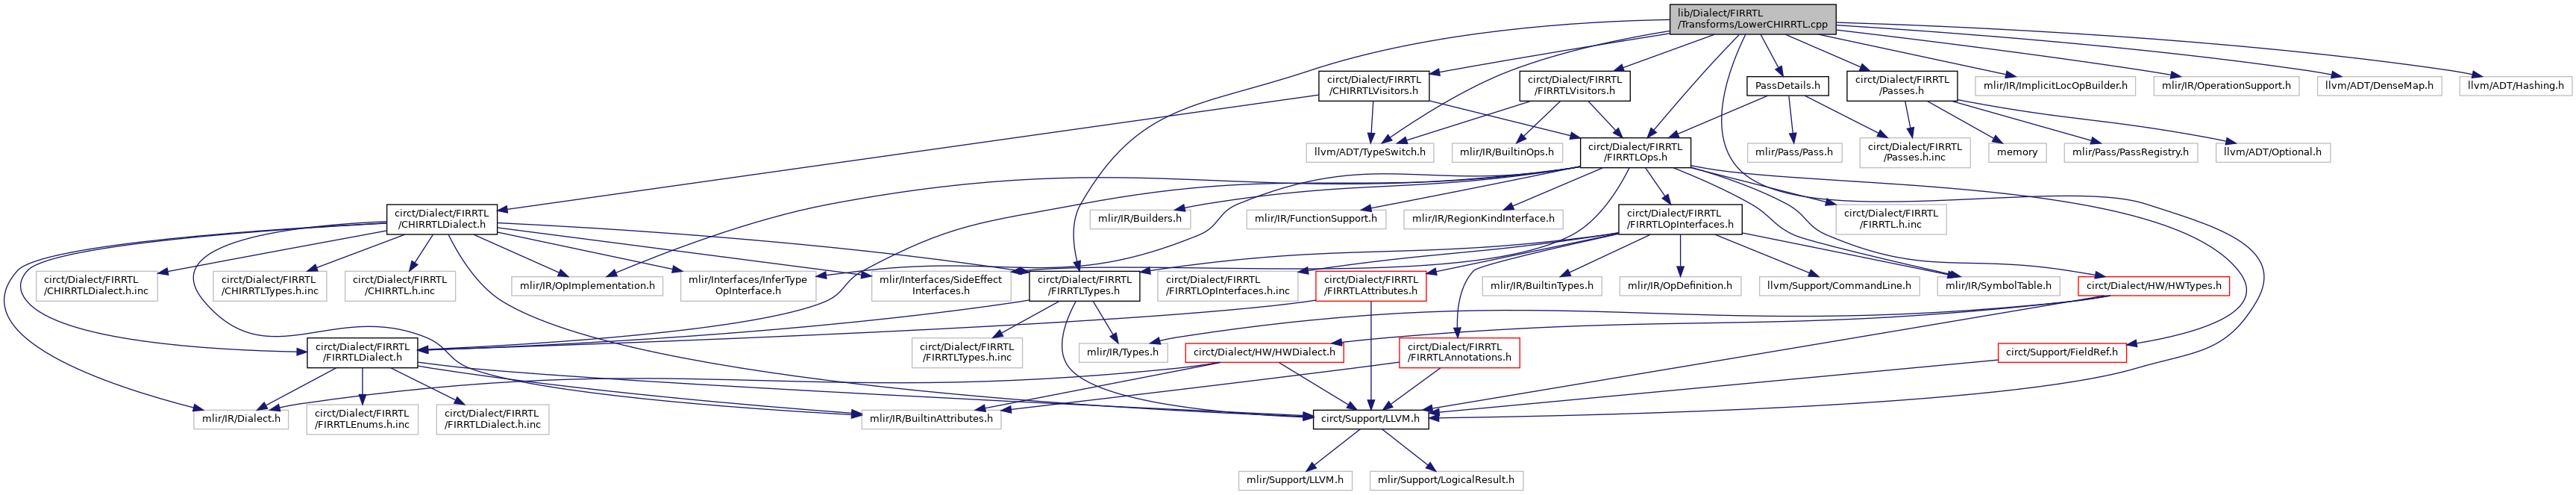 lib/Dialect/FIRRTL
/Transforms/LowerCHIRRTL.cpp
circt/Dialect/FIRRTL
/CHIRRTLVisitors.h
circt/Dialect/FIRRTL
/FIRRTLVisitors.h
PassDetails.h
circt/Dialect/FIRRTL
/Passes.h
mlir/IR/ImplicitLocOpBuilder.h
mlir/IR/OperationSupport.h
llvm/ADT/DenseMap.h
llvm/ADT/Hashing.h
llvm/ADT/TypeSwitch.h
mlir/IR/BuiltinOps.h
circt/Dialect/FIRRTL
/FIRRTLOps.h
mlir/Pass/Pass.h
circt/Dialect/FIRRTL
/Passes.h.inc
memory
mlir/Pass/PassRegistry.h
llvm/ADT/Optional.h
circt/Dialect/FIRRTL
/CHIRRTLDialect.h
mlir/IR/Builders.h
mlir/IR/FunctionSupport.h
mlir/IR/RegionKindInterface.h
circt/Dialect/FIRRTL
/FIRRTLOpInterfaces.h
circt/Dialect/FIRRTL
/FIRRTL.h.inc
circt/Dialect/FIRRTL
/CHIRRTLDialect.h.inc
circt/Dialect/FIRRTL
/CHIRRTLTypes.h.inc
circt/Dialect/FIRRTL
/CHIRRTL.h.inc
mlir/IR/OpImplementation.h
mlir/Interfaces/InferType
OpInterface.h
mlir/Interfaces/SideEffect
Interfaces.h
circt/Dialect/FIRRTL
/FIRRTLTypes.h
circt/Dialect/FIRRTL
/FIRRTLOpInterfaces.h.inc
circt/Dialect/FIRRTL
/FIRRTLAttributes.h
mlir/IR/BuiltinTypes.h
mlir/IR/OpDefinition.h
llvm/Support/CommandLine.h
mlir/IR/SymbolTable.h
circt/Dialect/HW/HWTypes.h
circt/Dialect/FIRRTL
/FIRRTLDialect.h
circt/Dialect/FIRRTL
/FIRRTLTypes.h.inc
mlir/IR/Types.h
circt/Dialect/HW/HWDialect.h
circt/Dialect/FIRRTL
/FIRRTLAnnotations.h
circt/Support/FieldRef.h
mlir/IR/Dialect.h
circt/Dialect/FIRRTL
/FIRRTLEnums.h.inc
circt/Dialect/FIRRTL
/FIRRTLDialect.h.inc
mlir/IR/BuiltinAttributes.h
circt/Support/LLVM.h
mlir/Support/LLVM.h
mlir/Support/LogicalResult.h